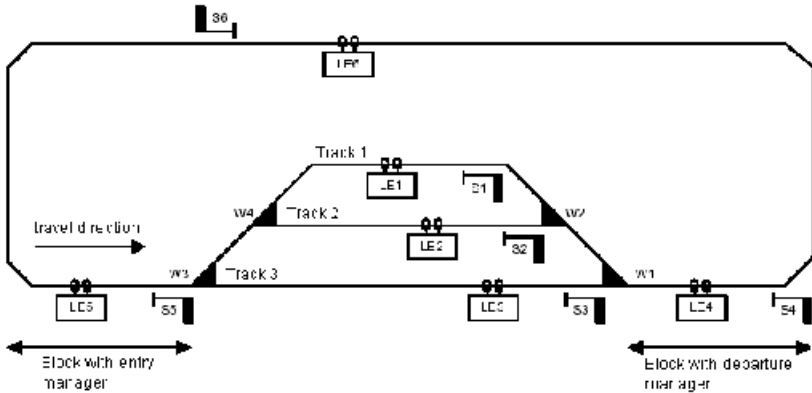 S6
LE6
Track 1
LE1
S1
W4
Track 2
W2
travel direction
LE2
S2
W3
Track 3
W1
LE5
S5
LE3
S3
LE4
S4
Block with entry
manager
Block with departure
manager